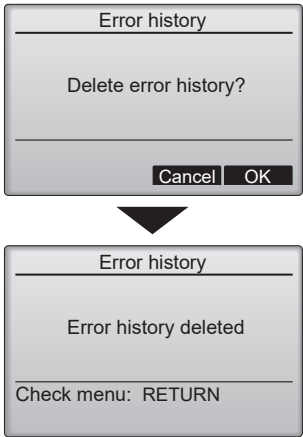 Error history
Delete error history?
Cancel OK
Error history
Error history deleted
Check menu: RETURN